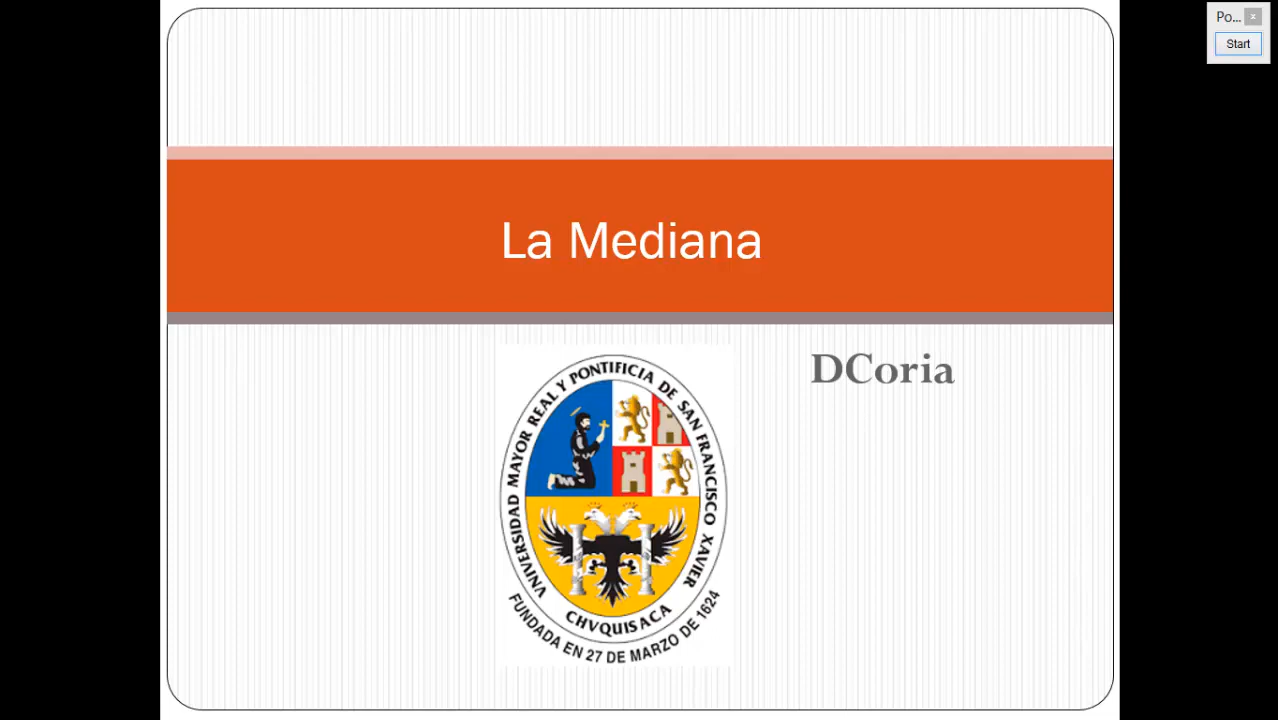 Po...
Start
La Mediana
DCoria
VNIVERSIDAD MAYOR REAL Y PONTIFICIA DE SAN FRANCISCO XAVIER
CHVQUISACA
FUNDADA EN 27 DE MARZO DE 1624